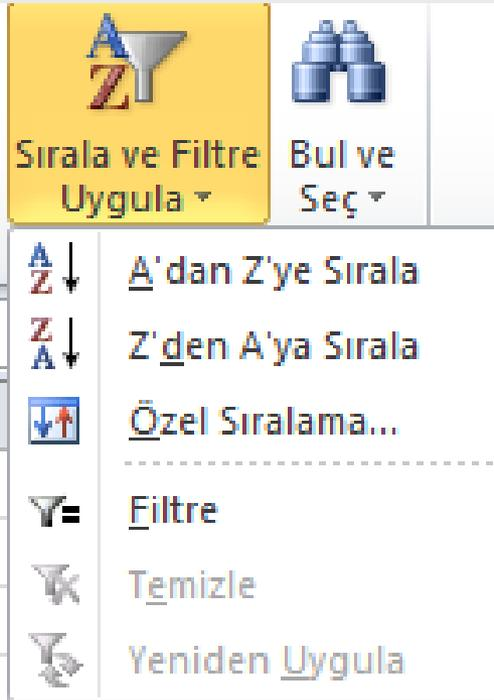 Sırala ve Filtre
Uygula
Bul ve
Seç
A'dan Z'ye Sırala
Z'den A'ya Sırala
Özel Sıralama...
Filtre
Temizle
Yeniden Uygula